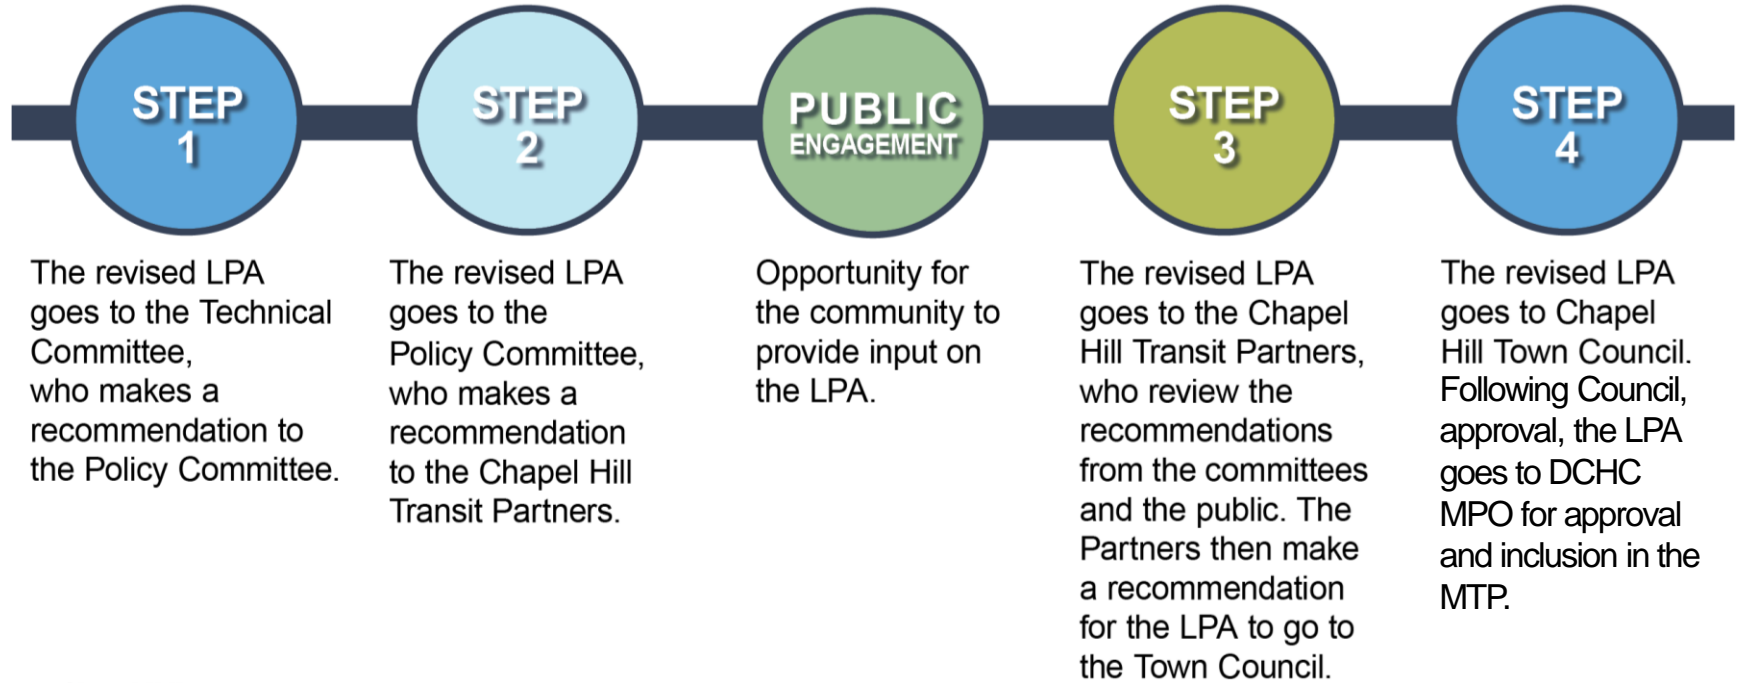 STEP
1
STEP
2
PUBLIC
ENGAGEMENT
STEP
3
STEP
4
The revised LPA
goes to the Technical
Committee,
who makes a
recommendation to
the Policy Committee.
The revised LPA
goes to the
Policy Committee,
who makes a
recommendation
to the Chapel Hill
Transit Partners.
Opportunity for
the community to
provide input on
the LPA.
The revised LPA
goes to the Chapel
Hill Transit Partners,
who review the
recommendations
from the committees
and the public. The
Partners then make
a recommendation
for the LPA to go to
the Town Council.
The revised LPA
goes to Chapel
Hill Town Council.
Following Council,
approval, the LPA
goes to DCHC
MPO for approval
and inclusion in the
MTP.